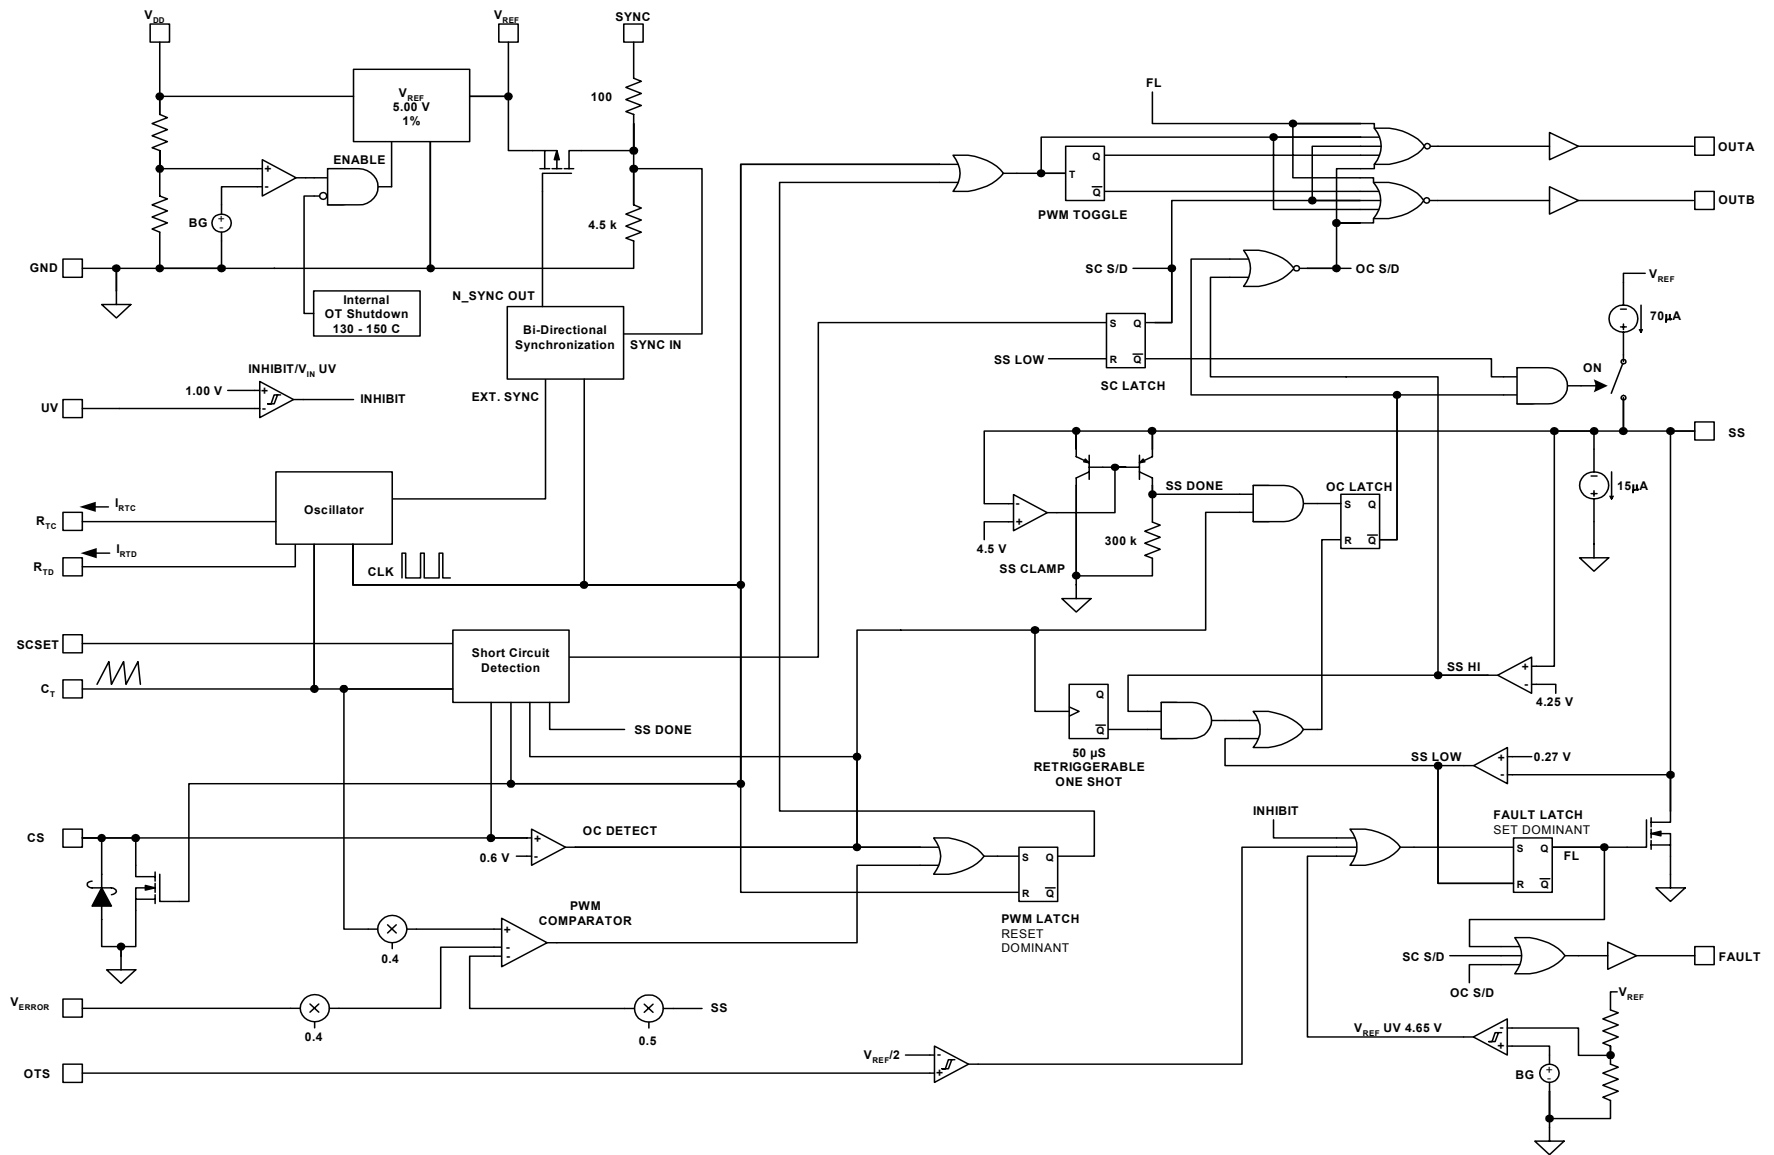 VDD
VREF
SYNC
VREF
5.00 V
1%
100
FL
ENABLE
BG
+
-
4.5 k
GND
Internal
OT Shutdown
130 - 150 C
N_SYNC OUT
Bi-Directional
Synchronization
SYNC IN
EXT. SYNC
Q
T
Q
PWM TOGGLE
OUTA
OUTB
SC S/D
OC S/D
VREF
70µA
S Q
R Q
SS LOW
SC LATCH
ON
INHIBIT/VIN UV
1.00 V
UV
INHIBIT
SS
15µA
RTC
IRTC
RTD
IRTD
Oscillator
CLK
SS DONE
OC LATCH
S Q
R Q
4.5 V
300 k
SS CLAMP
SCSET
CT
Short Circuit
Detection
SS DONE
SS HI
4.25 V
Q
Q
50 µS
RETRIGGERABLE
ONE SHOT
SS LOW
0.27 V
CS
OC DETECT
0.6 V
S Q
R Q
PWM LATCH
RESET
DOMINANT
INHIBIT
FAULT LATCH
SET DOMINANT
S Q
FL
R Q
PWM
COMPARATOR
0.4
VERROR
0.4
SS
0.5
SC S/D
OC S/D
FAULT
VREF
VREF UV 4.65 V
BG
OTS
VREF/2